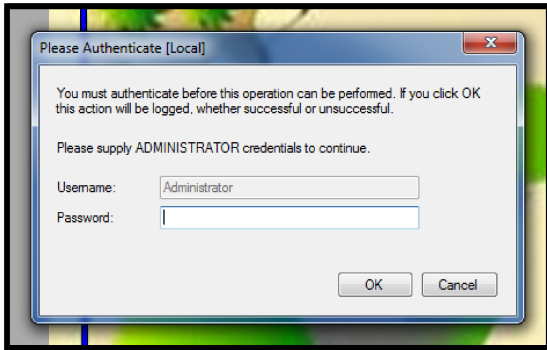 Please Authenticate [Local]
You must authenticate before this operation can be performed. If you click OK
this action will be logged, whether successful or unsuccessful.
Please supply ADMINISTRATOR credentials to continue.
Username: Administrator
Password:
OK Cancel